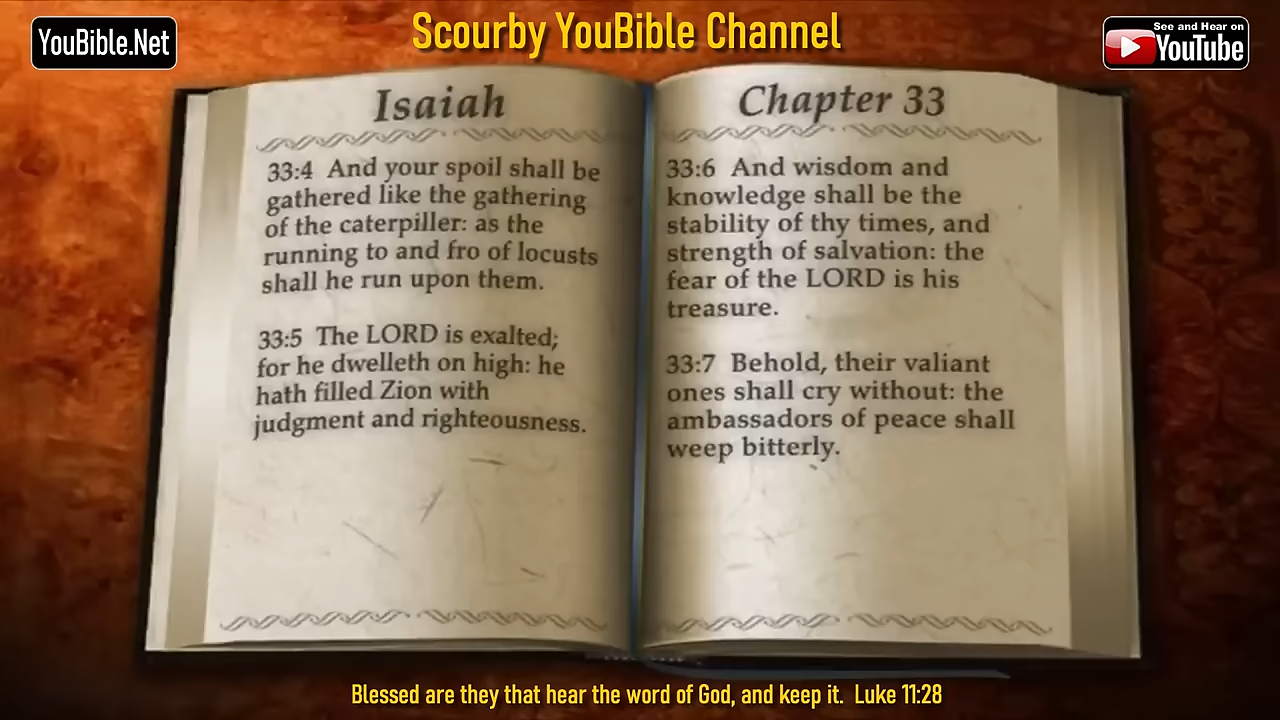 YouBible.Net
Scourby YouBible Channel
See and Hear on
YouTube
Isaiah
33:4 And your spoil shall be
gathered like the gathering
of the caterpiller: as the
running to and fro of locusts
shall he run upon them.
33:5 The LORD is exalted;
for he dwelleth on high: he
hath filled Zion with
judgment and righteousness.
Chapter 33
33:6 And wisdom and
knowledge shall be the
stability of thy times, and
strength of salvation: the
fear of the LORD is his
treasure.
33:7 Behold, their valiant
ones shall cry without: the
ambassadors of peace shall
weep bitterly.
Blessed are they that hear the word of God, and keep it. Luke 11:28